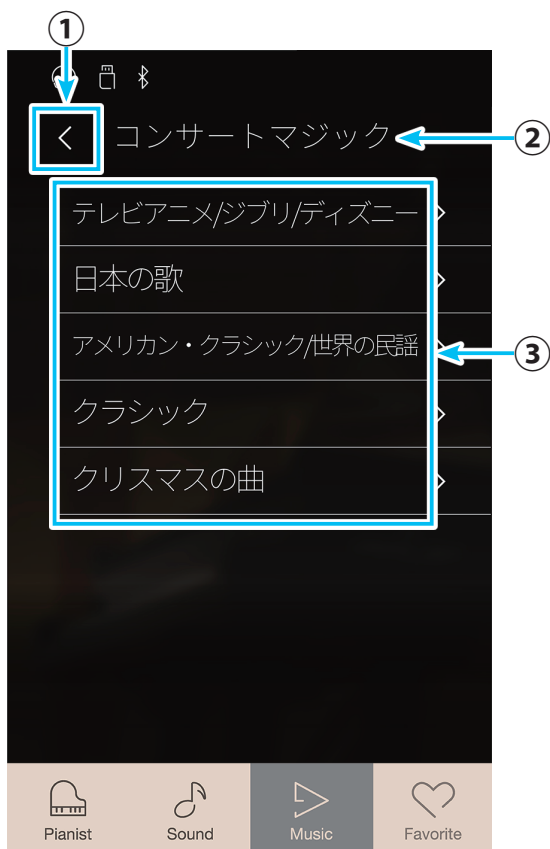 ①
コンサートマジック
②
テレビアニメ/ジブリ/ディズニー
日本の歌
アメリカン・クラシック/世界の民謡
③
クラシック
クリスマスの曲
Pianist
Sound
Music
Favorite